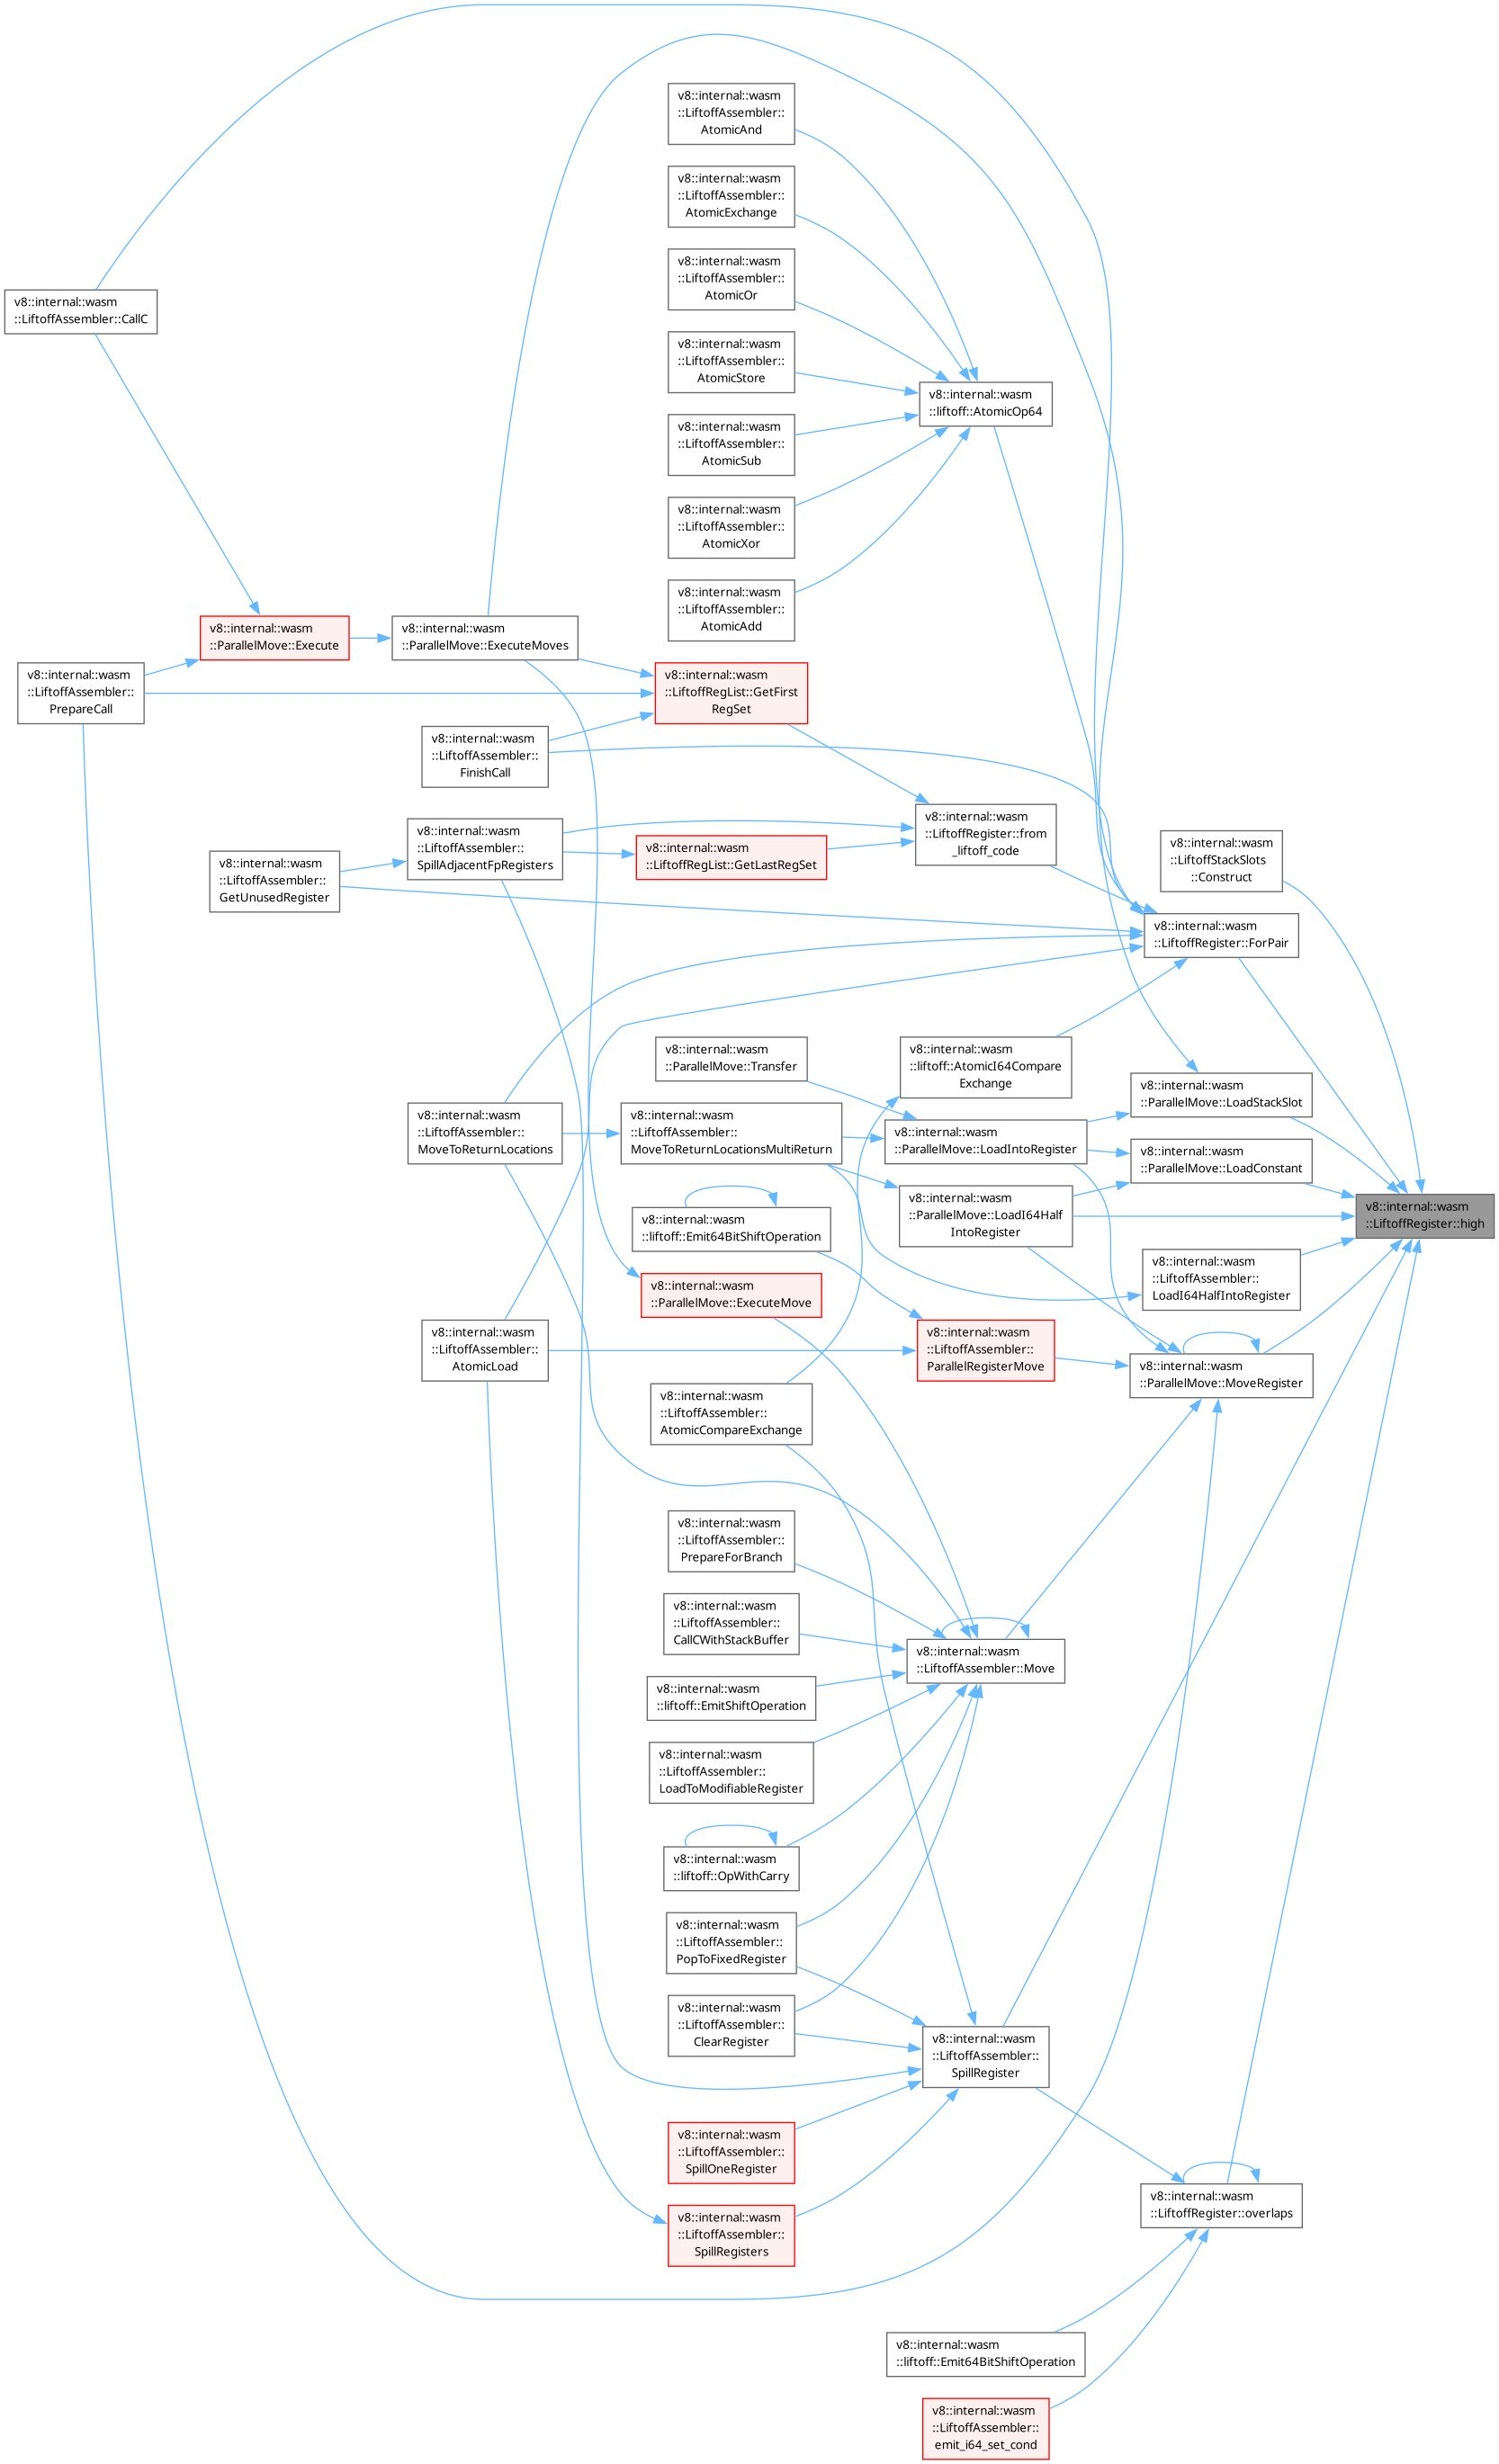 v8::internal::wasm
::LiftoffAssembler::
AtomicAnd
v8::internal::wasm
::LiftoffAssembler::
AtomicExchange
v8::internal::wasm
::LiftoffAssembler::
AtomicOr
v8::internal::wasm
::LiftoffAssembler::CallC
v8::internal::wasm
::LiftoffAssembler::
AtomicStore
v8::internal::wasm
::liftoff::AtomicOp64
v8::internal::wasm
::LiftoffAssembler::
AtomicSub
v8::internal::wasm
::LiftoffAssembler::
AtomicXor
v8::internal::wasm
::LiftoffAssembler::
AtomicAdd
v8::internal::wasm
::ParallelMove::Execute
v8::internal::wasm
::ParallelMove::ExecuteMoves
v8::internal::wasm
::LiftoffAssembler::
PrepareCall
v8::internal::wasm
::LiftoffRegList::GetFirst
RegSet
v8::internal::wasm
::LiftoffAssembler::
FinishCall
v8::internal::wasm
::LiftoffRegister::from
_liftoff_code
v8::internal::wasm
::LiftoffAssembler::
SpillAdjacentFpRegisters
v8::internal::wasm
::LiftoffRegList::GetLastRegSet
v8::internal::wasm
::LiftoffStackSlots
::Construct
v8::internal::wasm
::LiftoffAssembler::
GetUnusedRegister
v8::internal::wasm
::LiftoffRegister::ForPair
v8::internal::wasm
::ParallelMove::Transfer
v8::internal::wasm
::liftoff::AtomicI64Compare
Exchange
v8::internal::wasm
::ParallelMove::LoadStackSlot
v8::internal::wasm
::LiftoffAssembler::
MoveToReturnLocations
v8::internal::wasm
::LiftoffAssembler::
MoveToReturnLocationsMultiReturn
v8::internal::wasm
::ParallelMove::LoadIntoRegister
v8::internal::wasm
::ParallelMove::LoadConstant
v8::internal::wasm
::liftoff::Emit64BitShiftOperation
v8::internal::wasm
::ParallelMove::LoadI64Half
IntoRegister
v8::internal::wasm
::LiftoffRegister::high
v8::internal::wasm
::ParallelMove::ExecuteMove
v8::internal::wasm
::LiftoffAssembler::
LoadI64HalfIntoRegister
v8::internal::wasm
::LiftoffAssembler::
AtomicLoad
v8::internal::wasm
::LiftoffAssembler::
ParallelRegisterMove
v8::internal::wasm
::ParallelMove::MoveRegister
v8::internal::wasm
::LiftoffAssembler::
AtomicCompareExchange
v8::internal::wasm
::LiftoffAssembler::
PrepareForBranch
v8::internal::wasm
::LiftoffAssembler::
CallCWithStackBuffer
v8::internal::wasm
::LiftoffAssembler::Move
v8::internal::wasm
::liftoff::EmitShiftOperation
v8::internal::wasm
::LiftoffAssembler::
LoadToModifiableRegister
v8::internal::wasm
::liftoff::OpWithCarry
v8::internal::wasm
::LiftoffAssembler::
PopToFixedRegister
v8::internal::wasm
::LiftoffAssembler::
ClearRegister
v8::internal::wasm
::LiftoffAssembler::
SpillRegister
v8::internal::wasm
::LiftoffAssembler::
SpillOneRegister
v8::internal::wasm
::LiftoffAssembler::
SpillRegisters
v8::internal::wasm
::LiftoffRegister::overlaps
v8::internal::wasm
::liftoff::Emit64BitShiftOperation
v8::internal::wasm
::LiftoffAssembler::
emit_i64_set_cond